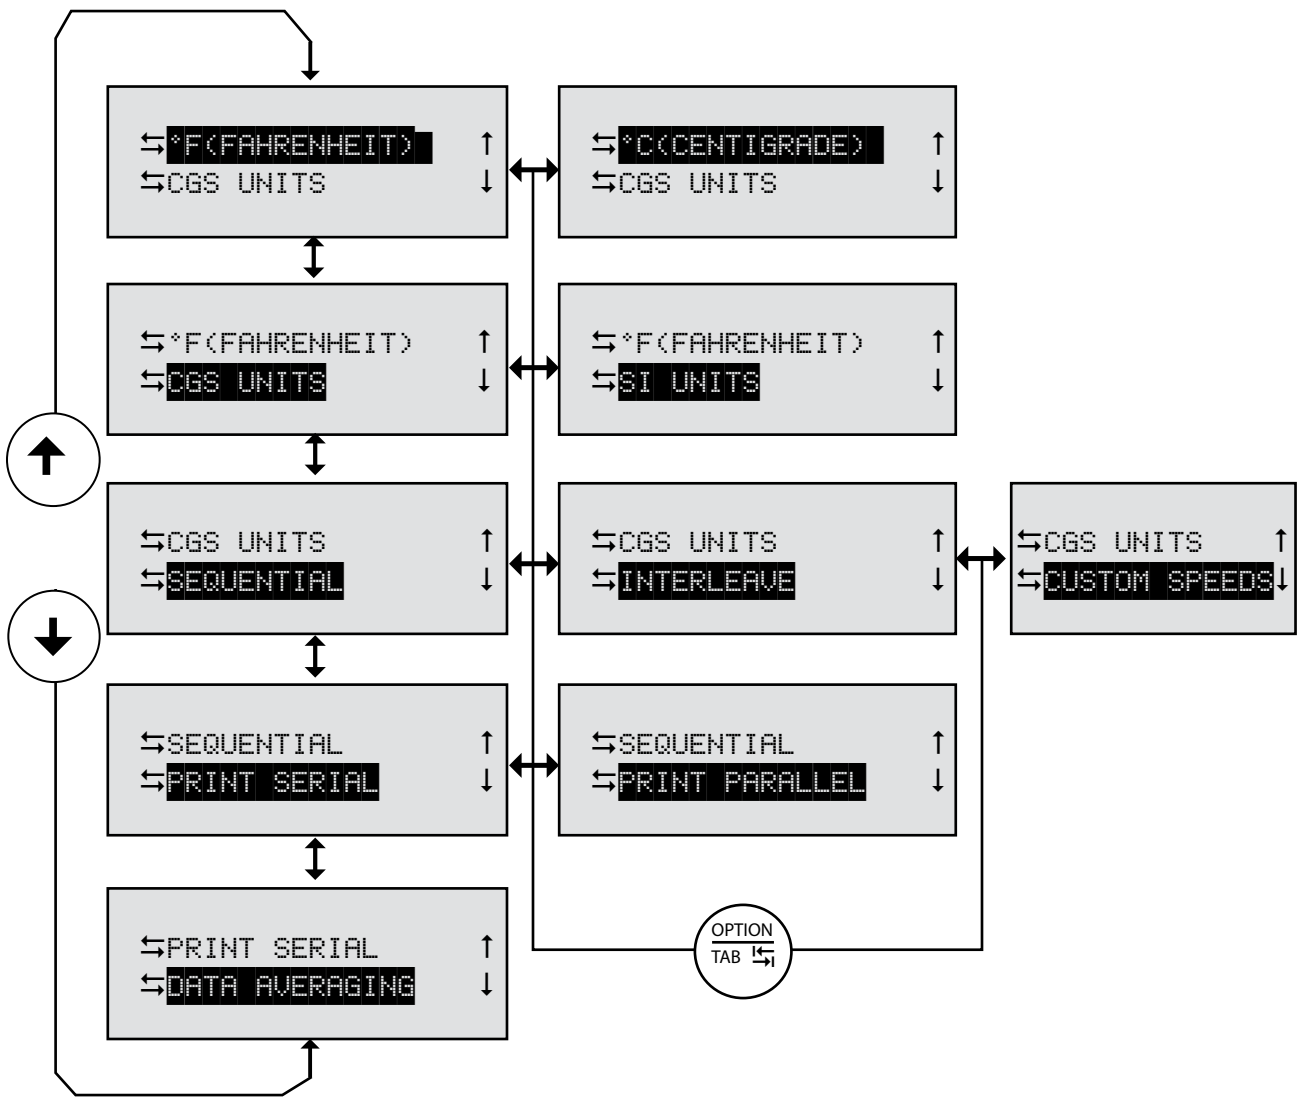 ⇆°F(FAHRENHEIT) ↑
⇆CGS UNITS ↓
⇆°C(CENTIGRADE) ↑
⇆CGS UNITS ↓
⇆°F(FAHRENHEIT) ↑
⇆CGS UNITS ↓
⇆°F(FAHRENHEIT) ↑
⇆SI UNITS ↓
⇆CGS UNITS ↑
⇆SEQUENTIAL ↓
⇆CGS UNITS ↑
⇆INTERLEAVE ↓
⇆CGS UNITS ↑
⇆CUSTOM SPEEDS↓
⇆SEQUENTIAL ↑
⇆PRINT SERIAL ↓
⇆SEQUENTIAL ↑
⇆PRINT PARALLEL ↓
⇆PRINT SERIAL ↑
⇆DATA AVERAGING ↓
OPTION
TAB